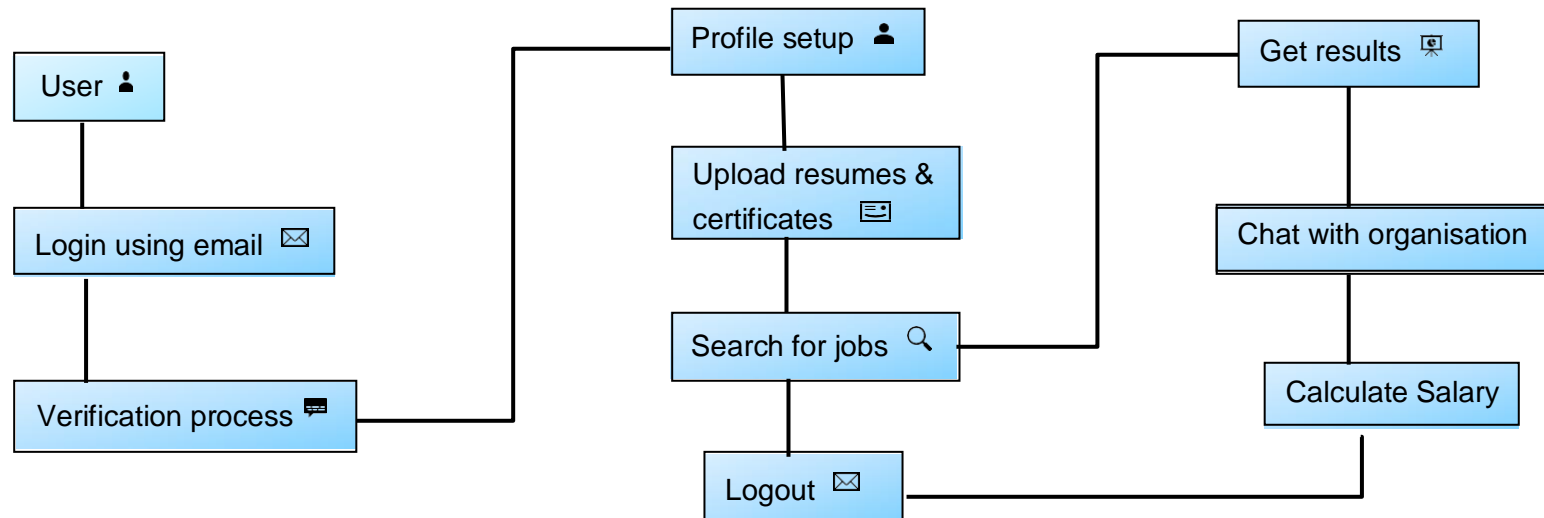 User
Login using email
Verification process
Profile setup
Upload resumes &
certificates
Search for jobs
Logout
Get results
Chat with organisation
Calculate Salary